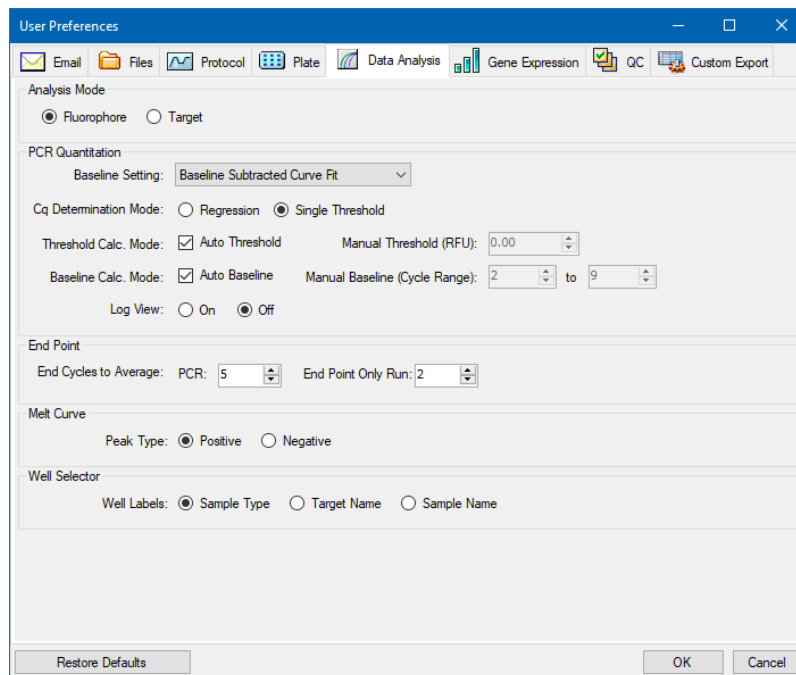 User Preferences
Email Files Protocol Plate Data Analysis Gene Expression QC Custom Export
Analysis Mode
Fluorophore Target
PCR Quantitation
Baseline Setting: Baseline Subtracted Curve Fit
Cq Determination Mode: Regression Single Threshold
Threshold Calc. Mode: Auto Threshold Manual Threshold (RFU): 0.00
Baseline Calc. Mode: Auto Baseline Manual Baseline (Cycle Range): 2 to 9
Log View: On Off
End Point
End Cycles to Average: PCR: 5 End Point Only Run: 2
Melt Curve
Peak Type: Positive Negative
Well Selector
Well Labels: Sample Type Target Name Sample Name
Restore Defaults OK Cancel